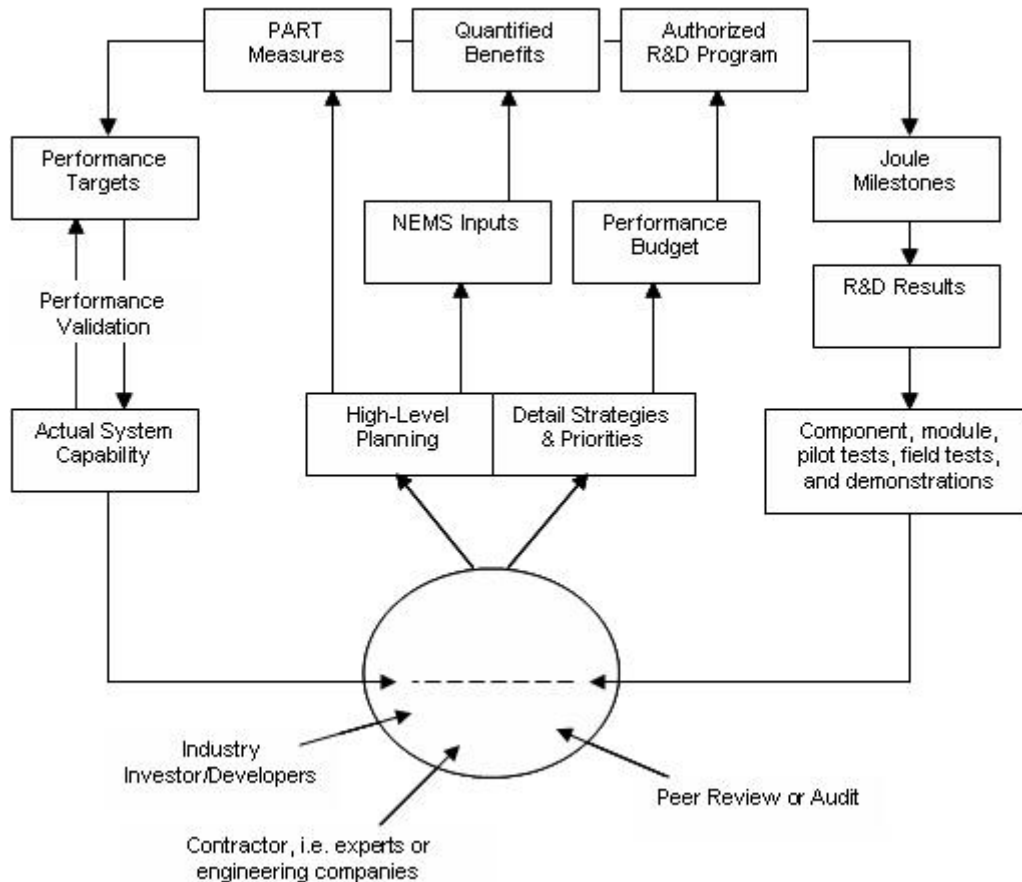 PART
Measures
Quantified
Benefits
Authorized
R&D Program
Performance
Targets
Joule
Milestones
NEMS Inputs
Performance
Budget
R&D Results
Performance
Validation
Actual System
Capability
High-Level
Planning
Detail Strategies
& Priorities
Component, module,
pilot tests, field tests,
and demonstrations
Industry
Investor/Developers
Peer Review or Audit
Contractor, i.e. experts or
engineering companies